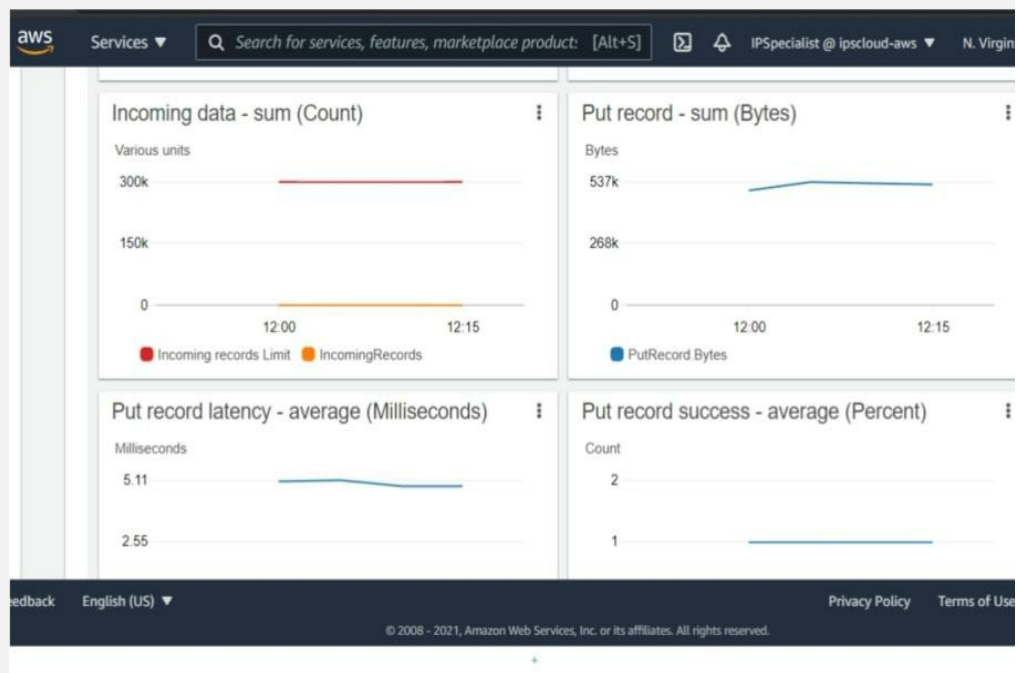 aws Services ▼ Search for services, features, marketplace product: [Alt+S] IPSpecialist @ ipscloud-aws ▼ N. Virgin
Incoming data - sum (Count)
Various units
300k
150k
0
12:00 12:15
Incoming records Limit IncomingRecords
Put record - sum (Bytes)
Bytes
537k
268k
0
12:00 12:15
PutRecord.Bytes
Put record latency - average (Milliseconds)
Milliseconds
5.11
2.55
Put record success - average (Percent)
Count
2
1
eedback English (US) ▼ Privacy Policy Terms of Use
© 2008 - 2021, Amazon Web Services, Inc. or its affiliates. All rights reserved.